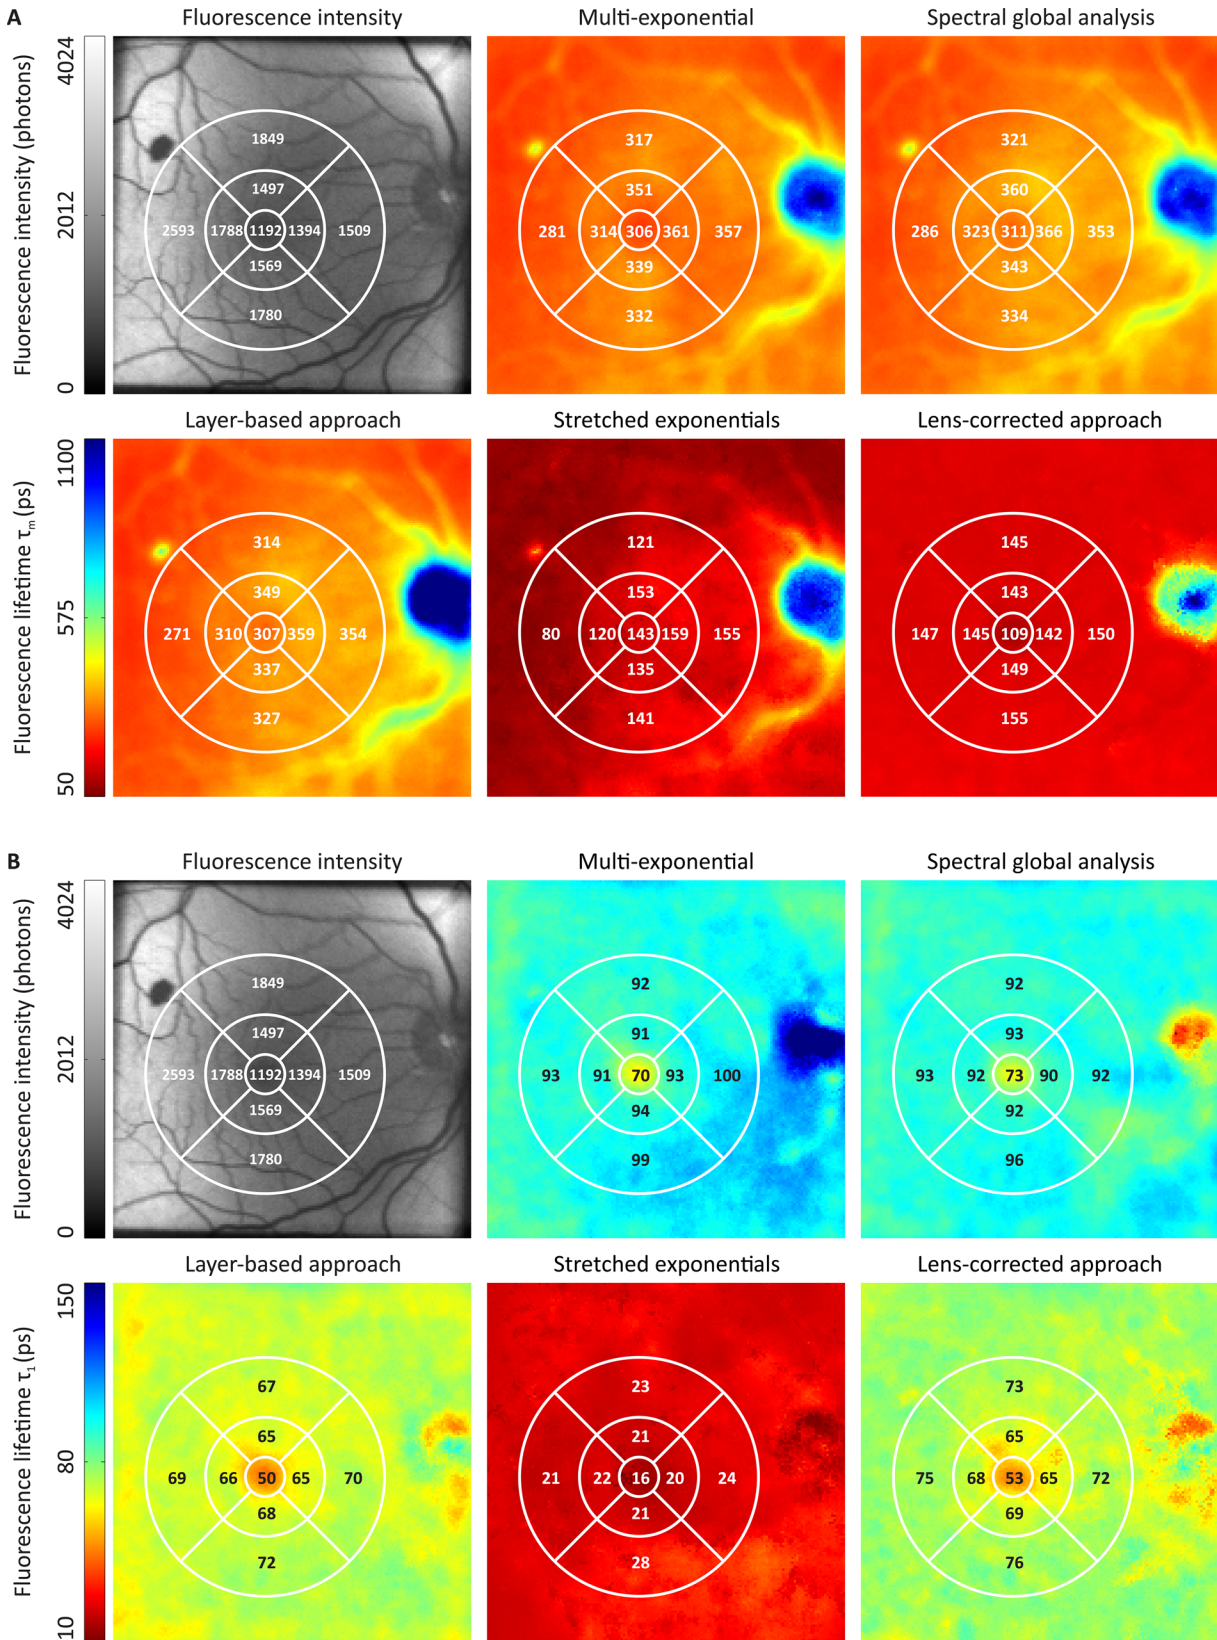 A
Fluorescence intensity
Multi-exponential
Spectral global analysis
Fluorescence intensity (photons)
4024
2012
0
1849
1497
2593 1788 1192 1394 1509
1569
1780
317
351
281 314 306 361 357
339
332
321
360
286 323 311 366 353
343
334
Layer-based approach
Stretched exponentials
Lens-corrected approach
Fluorescence lifetime τm (ps)
1100
575
50
314
349
271 310 307 359 354
337
327
121
153
80 120 143 159 155
135
141
145
143
147 145 109 142 150
149
155
B
Fluorescence intensity
Multi-exponential
Spectral global analysis
Fluorescence intensity (photons)
4024
2012
0
1849
1497
2593 1788 1192 1394 1509
1569
1780
92
91
93 91 70 93 100
94
99
92
93
93 92 73 90 92
92
96
Layer-based approach
Stretched exponentials
Lens-corrected approach
Fluorescence lifetime τ1 (ps)
150
80
10
67
65
69 66 50 65 70
68
72
23
21
21 22 16 20 24
21
28
73
65
75 68 53 65 72
69
76